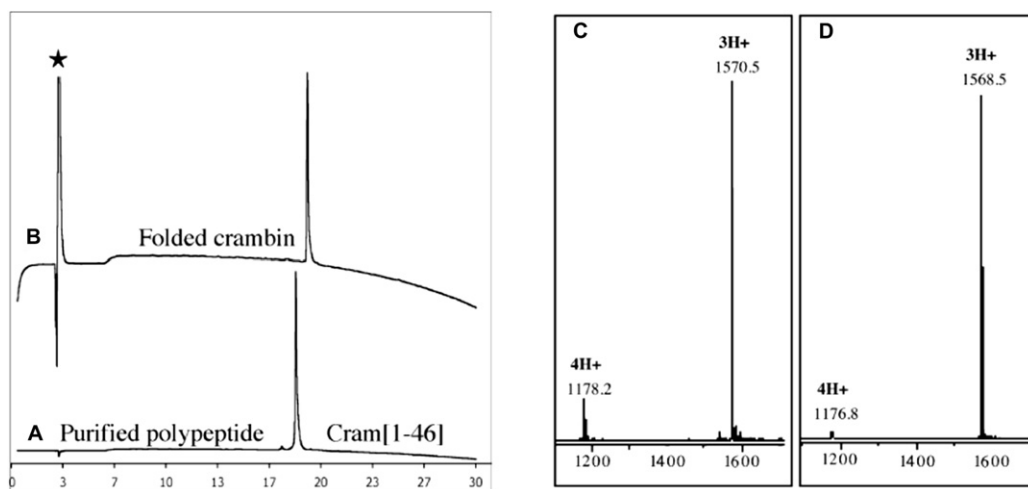 B
Folded crambin
A
Purified polypeptide
Cram[1-46]
0 3 7 10 13 17 20 23 27 30
C
3H+
1570.5
4H+
1178.2
1200 1400 1600
D
3H+
1568.5
4H+
1176.8
1200 1400 1600